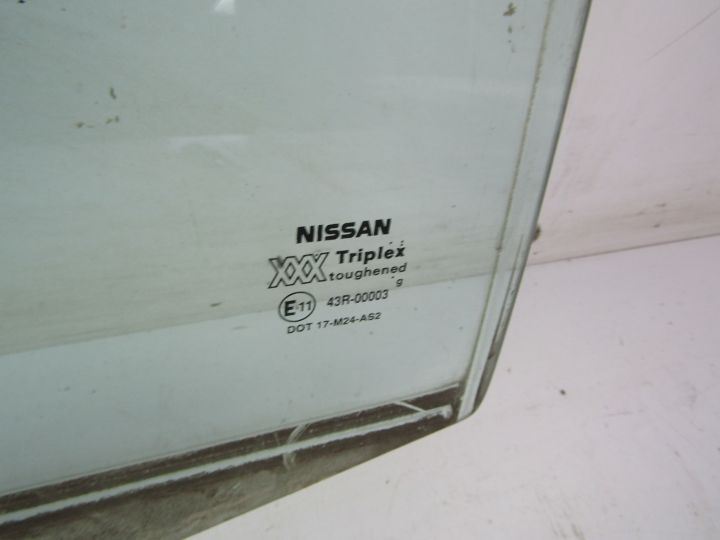 NISSAN
XXX Triplex
toughened
g
E11 43R-00003
DOT 17-M24-AS2